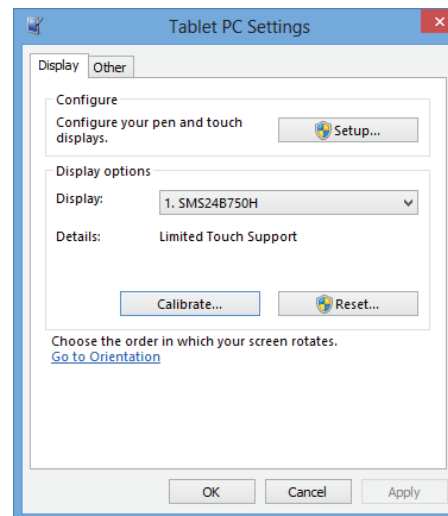 Tablet PC Settings
Display
Other
Configure
Configure your pen and touch
displays.
Setup...
Display options
Display:
1. SMS24B750H
Details:
Limited Touch Support
Calibrate...
Reset...
Choose the order in which your screen rotates.
Go to Orientation
OK
Cancel
Apply